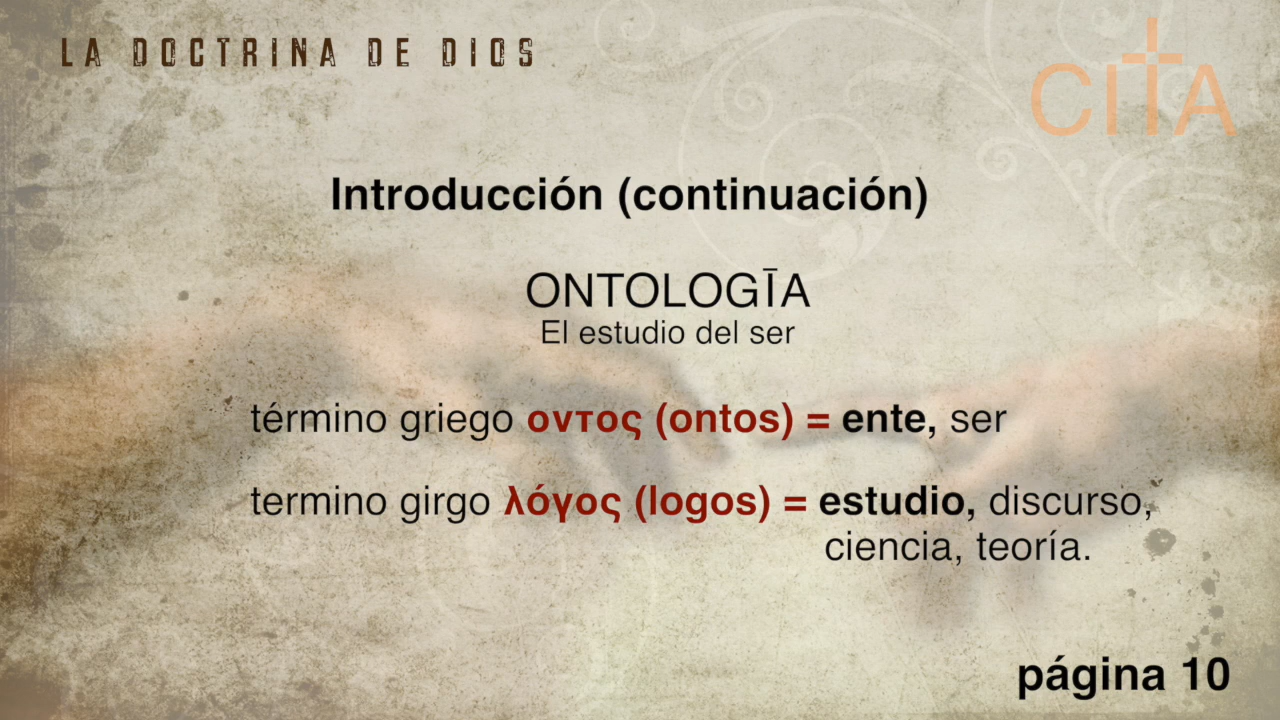 LA DOCTRINA DE DIOS
CITA
Introducción (continuación)
ONTOLOGĪA
El estudio del ser
término griego οντος (ontos) = ente, ser
termino girgo λόγος (logos) = estudio, discurso,
ciencia, teoría.
página 10